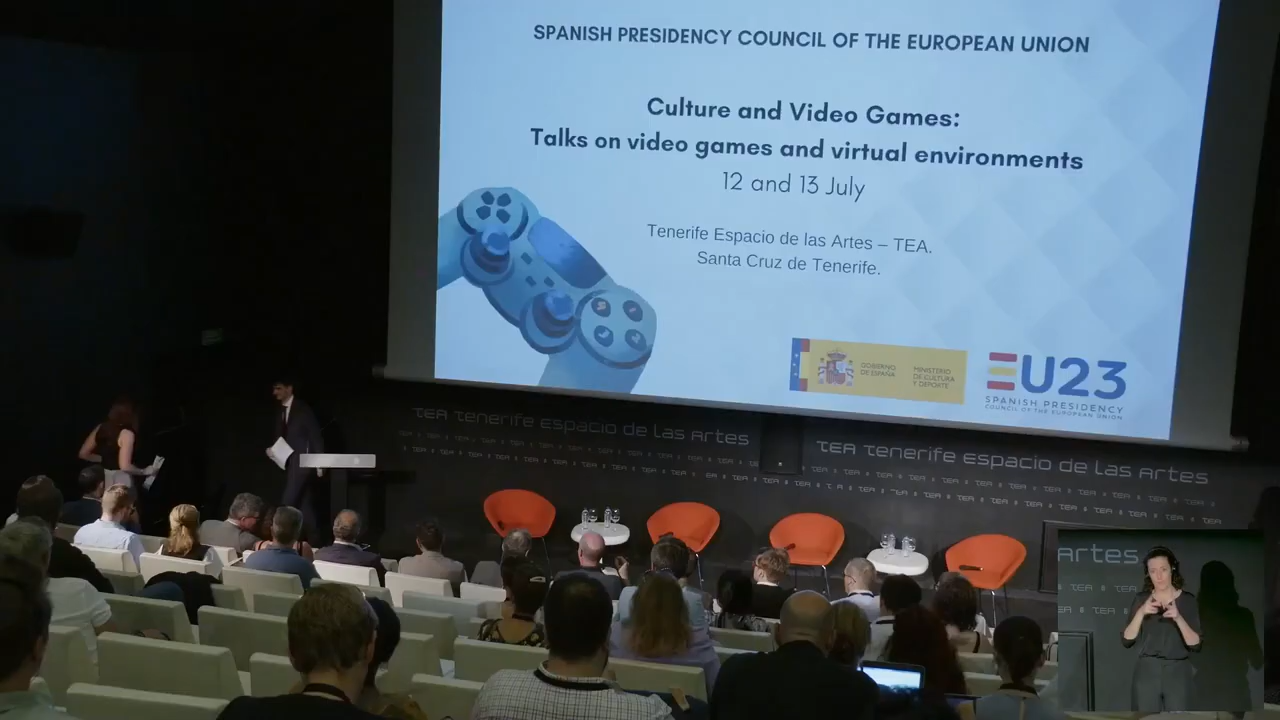 SPANISH PRESIDENCY COUNCIL OF THE EUROPEAN UNION
Culture and Video Games:
Talks on video games and virtual environments
12 and 13 July
Tenerife Espacio de las Artes – TEA.
Santa Cruz de Tenerife.
GOBIERNO
DE ESPAÑA
MINISTERIO
DE CULTURA
Y DEPORTE
EU23
SPANISH PRESIDENCY
COUNCIL OF THE EUROPEAN UNION
TEA Tenerife Espacio de las Artes
TEA Tenerife Espacio de las Artes
Artes